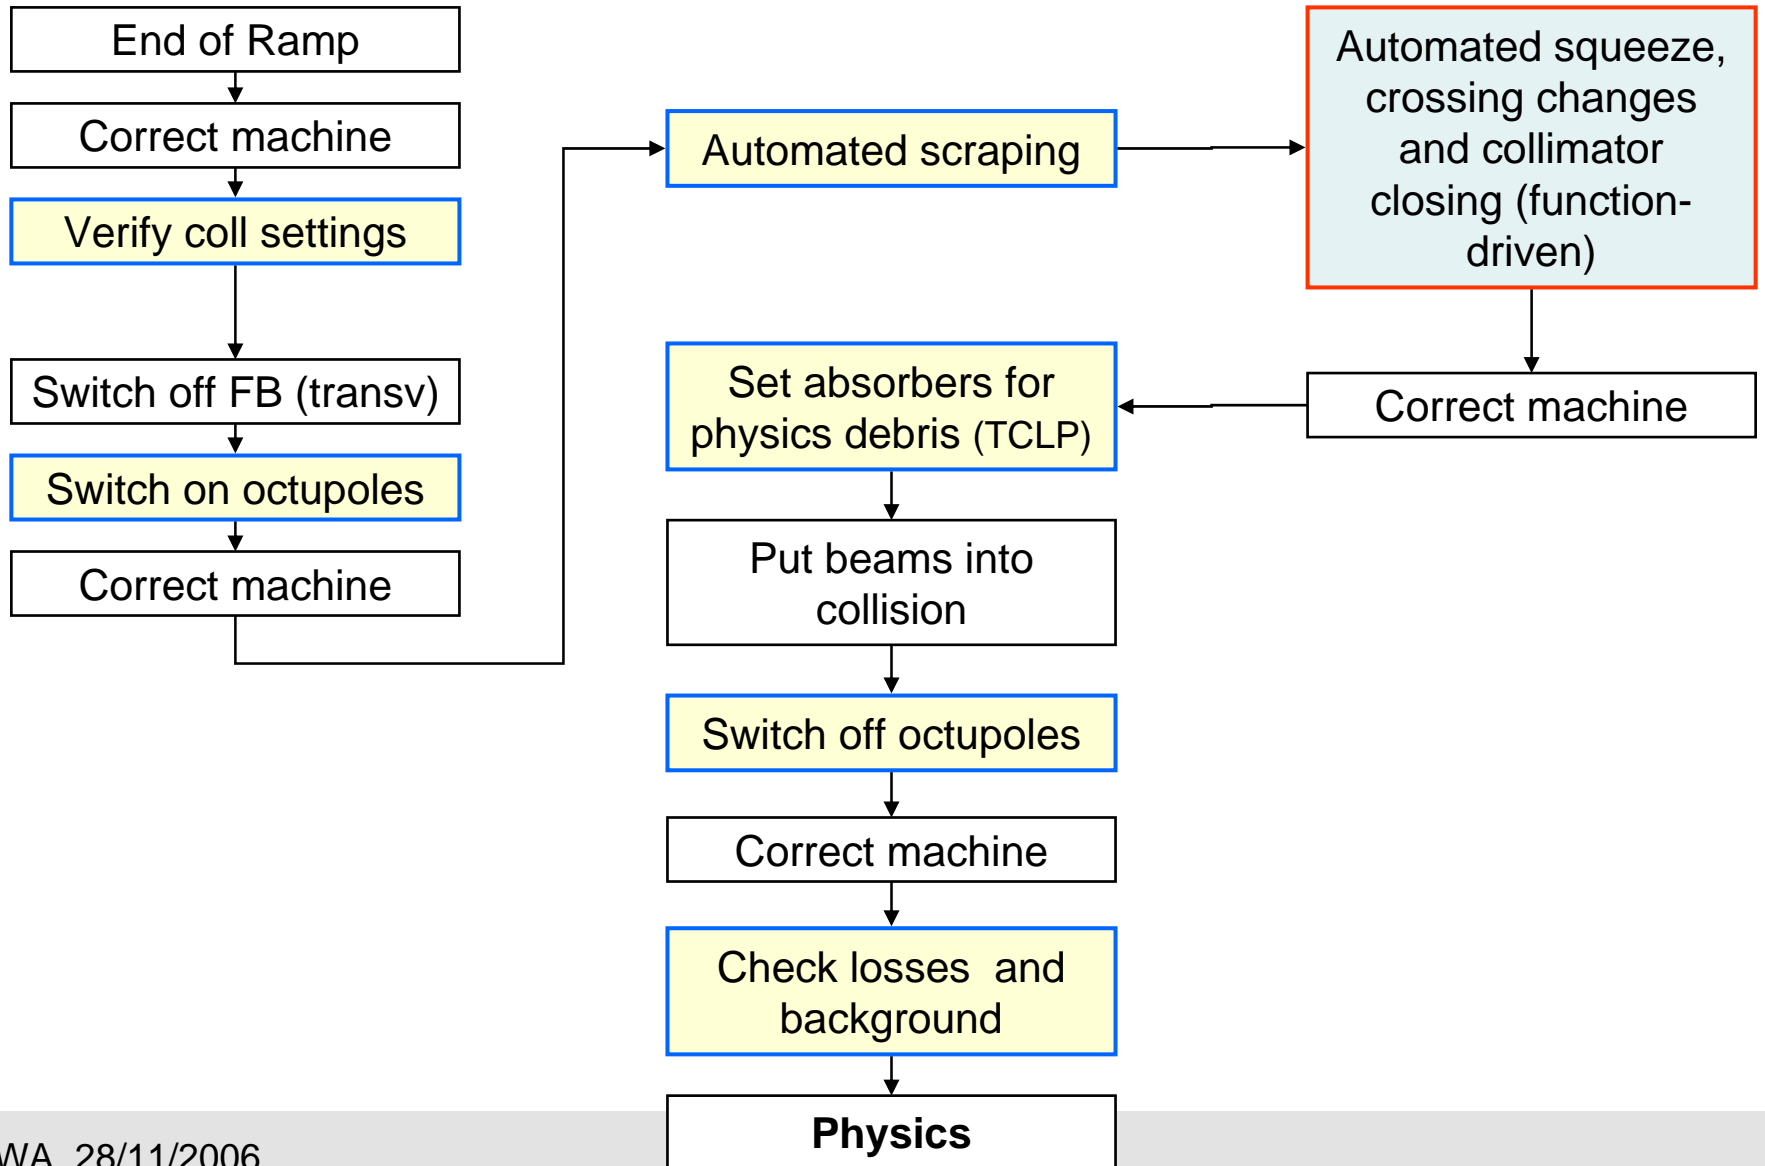 End of Ramp
Correct machine
Verify coll settings
Switch off FB (transv)
Switch on octupoles
Correct machine
Automated scraping
Automated squeeze,
crossing changes
and collimator
closing (function-
driven)
Correct machine
Set absorbers for
physics debris (TCLP)
Put beams into
collision
Switch off octupoles
Correct machine
Check losses and
background
Physics
WA 28/11/2006